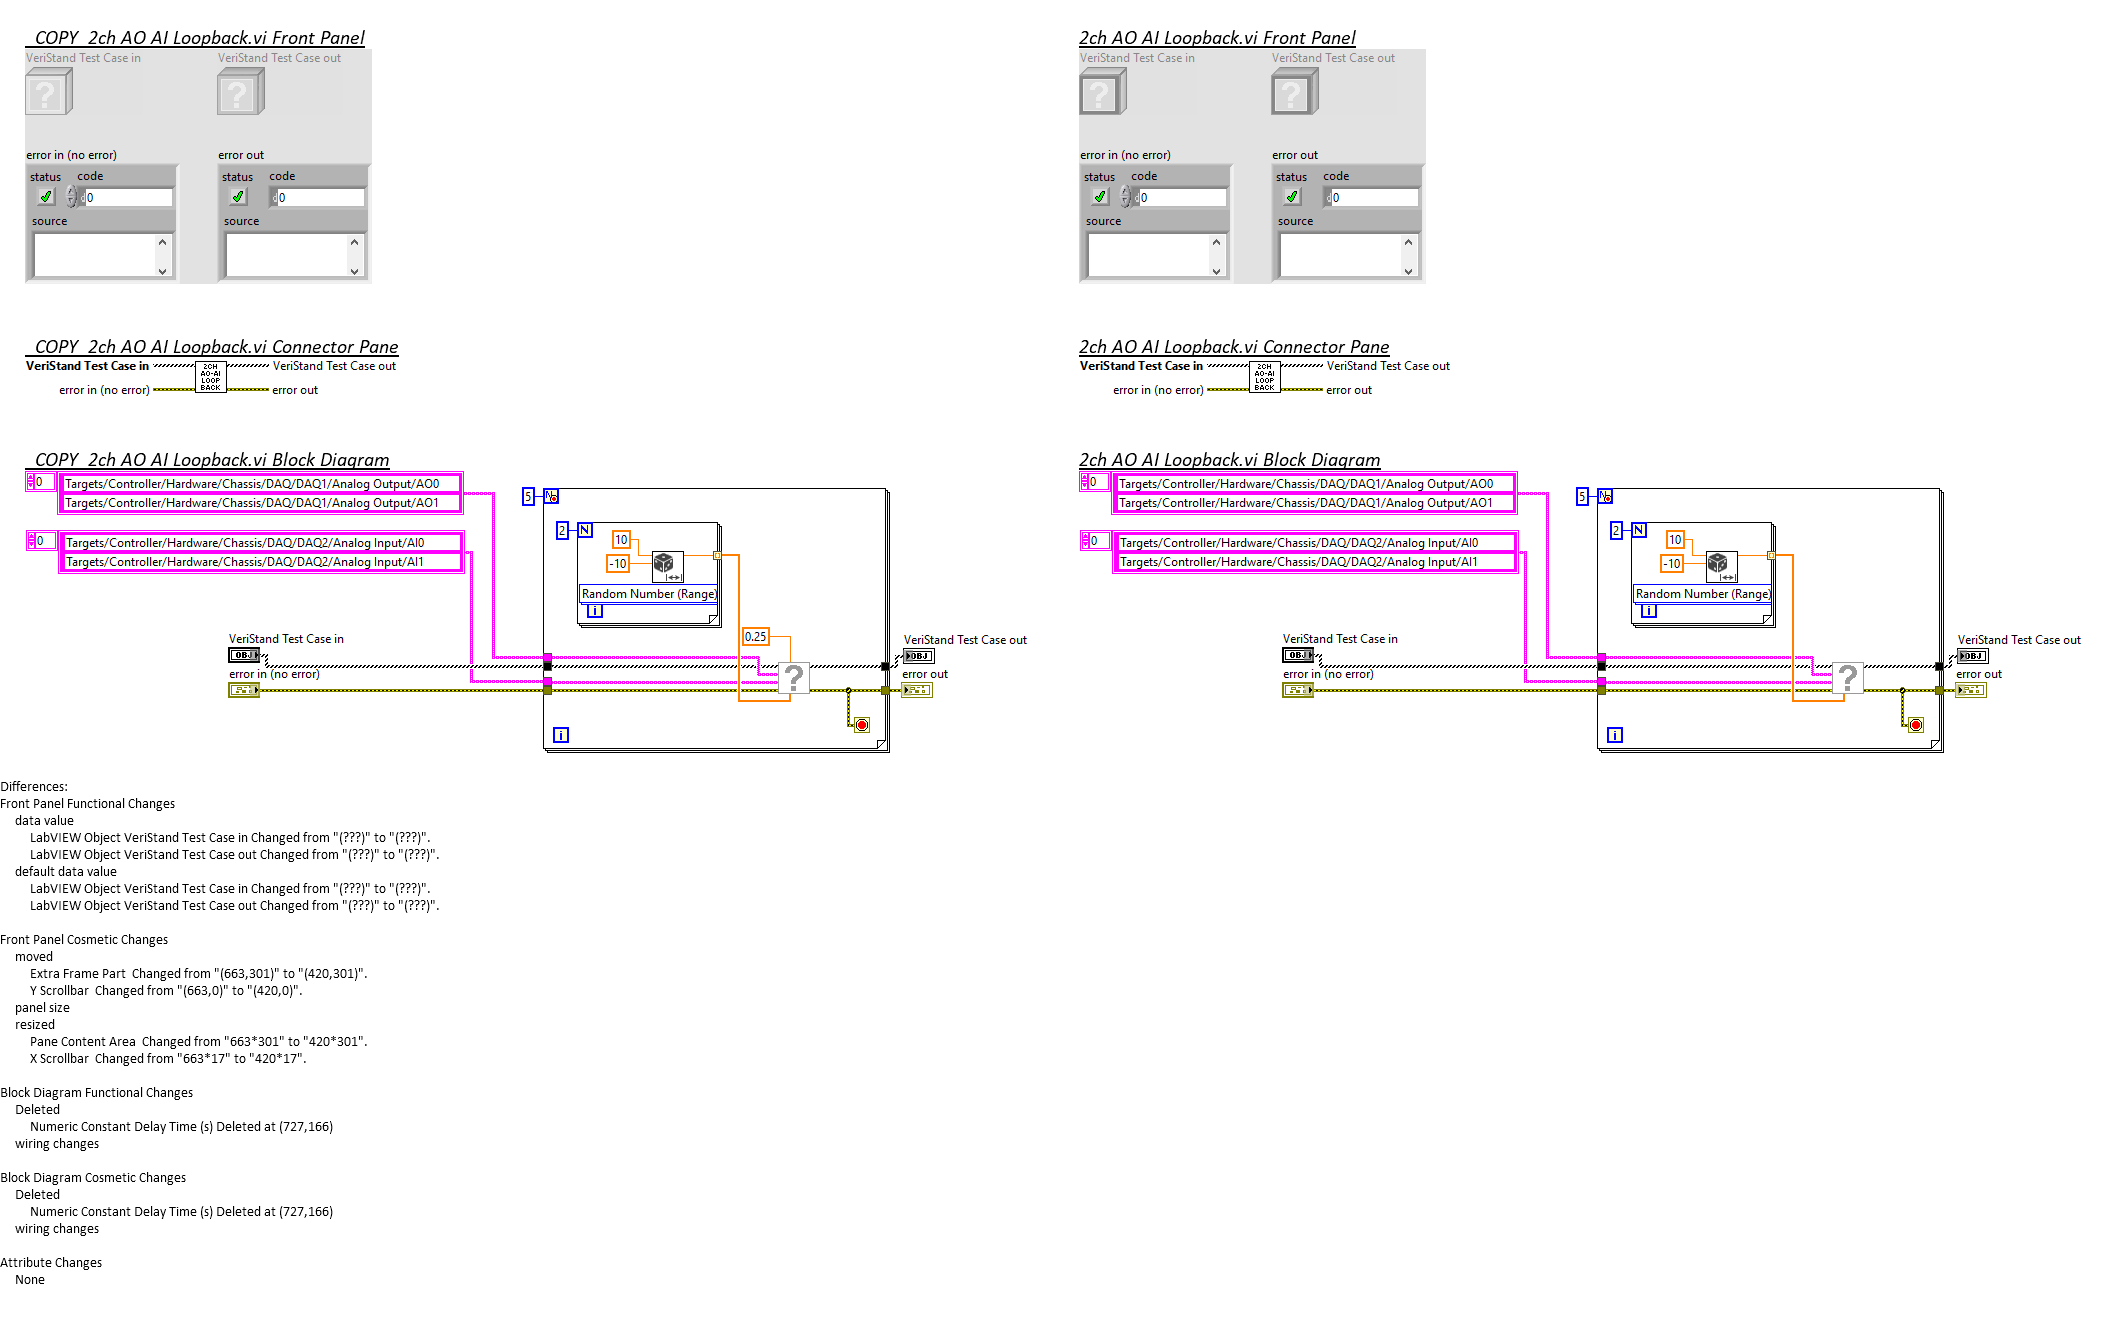 _COPY_2ch AO AI Loopback.vi Front Panel
VeriStand Test Case in
VeriStand Test Case out
?
?
error in (no error)
error out
status
code
status
code
0
0
source
source
_COPY_2ch AO AI Loopback.vi Connector Pane
VeriStand Test Case in
VeriStand Test Case out
2CH
AO-AI
LOOP
BACK
error in (no error)
error out
_COPY_2ch AO AI Loopback.vi Block Diagram
0
Targets/Controller/Hardware/Chassis/DAQ/DAQ1/Analog Output/AO0
Targets/Controller/Hardware/Chassis/DAQ/DAQ1/Analog Output/AO1
0
Targets/Controller/Hardware/Chassis/DAQ/DAQ2/Analog Input/AI0
Targets/Controller/Hardware/Chassis/DAQ/DAQ2/Analog Input/AI1
5
N
2
N
10
-10
Random Number (Range)
i
0.25
VeriStand Test Case in
OBJ
error in (no error)
?
VeriStand Test Case out
OBJ
error out
i
2ch AO AI Loopback.vi Front Panel
VeriStand Test Case in
VeriStand Test Case out
?
?
error in (no error)
error out
status
code
status
code
0
0
source
source
2ch AO AI Loopback.vi Connector Pane
VeriStand Test Case in
VeriStand Test Case out
2CH
AO-AI
LOOP
BACK
error in (no error)
error out
2ch AO AI Loopback.vi Block Diagram
0
Targets/Controller/Hardware/Chassis/DAQ/DAQ1/Analog Output/AO0
Targets/Controller/Hardware/Chassis/DAQ/DAQ1/Analog Output/AO1
0
Targets/Controller/Hardware/Chassis/DAQ/DAQ2/Analog Input/AI0
Targets/Controller/Hardware/Chassis/DAQ/DAQ2/Analog Input/AI1
5
N
2
N
10
-10
Random Number (Range)
i
VeriStand Test Case in
OBJ
error in (no error)
?
VeriStand Test Case out
OBJ
error out
i
Differences:
Front Panel Functional Changes
data value
LabVIEW Object VeriStand Test Case in Changed from "(???)" to "(???)".
LabVIEW Object VeriStand Test Case out Changed from "(???)" to "(???)".
default data value
LabVIEW Object VeriStand Test Case in Changed from "(???)" to "(???)".
LabVIEW Object VeriStand Test Case out Changed from "(???)" to "(???)".
Front Panel Cosmetic Changes
moved
Extra Frame Part  Changed from "(663,301)" to "(420,301)".
Y Scrollbar  Changed from "(663,0)" to "(420,0)".
panel size
resized
Pane Content Area  Changed from "663*301" to "420*301".
X Scrollbar  Changed from "663*17" to "420*17".
Block Diagram Functional Changes
Deleted
Numeric Constant Delay Time (s) Deleted at (727,166)
wiring changes
Block Diagram Cosmetic Changes
Deleted
Numeric Constant Delay Time (s) Deleted at (727,166)
wiring changes
Attribute Changes
None